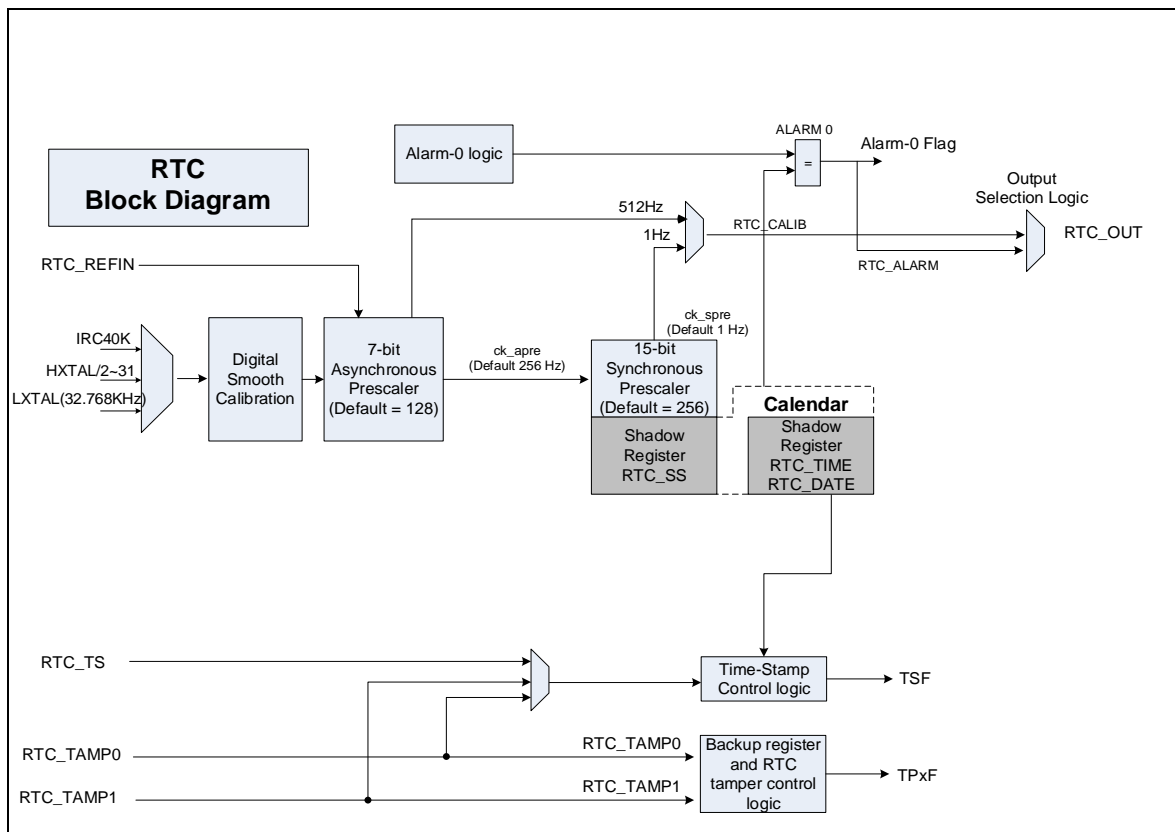 RTC
Block Diagram
Alarm-0 logic
ALARM 0
=
Alarm-0 Flag
Output
Selection Logic
RTC_OUT
512Hz
1Hz
RTC_CALIB
RTC_ALARM
RTC_REFIN
IRC40K
HXTAL/2~31
LXTAL(32.768KHz)
Digital
Smooth
Calibration
7-bit
Asynchronous
Prescaler
(Default = 128)
ck_apre
(Default 256 Hz)
ck_spre
(Default 1 Hz)
15-bit
Synchronous
Prescaler
(Default = 256)
Shadow
Register
RTC_SS
Calendar
Shadow
Register
RTC_TIME
RTC_DATE
RTC_TS
Time-Stamp
Control logic
TSF
RTC_TAMP0
RTC_TAMP0
RTC_TAMP1
RTC_TAMP1
Backup register
and RTC
tamper control
logic
TPxF